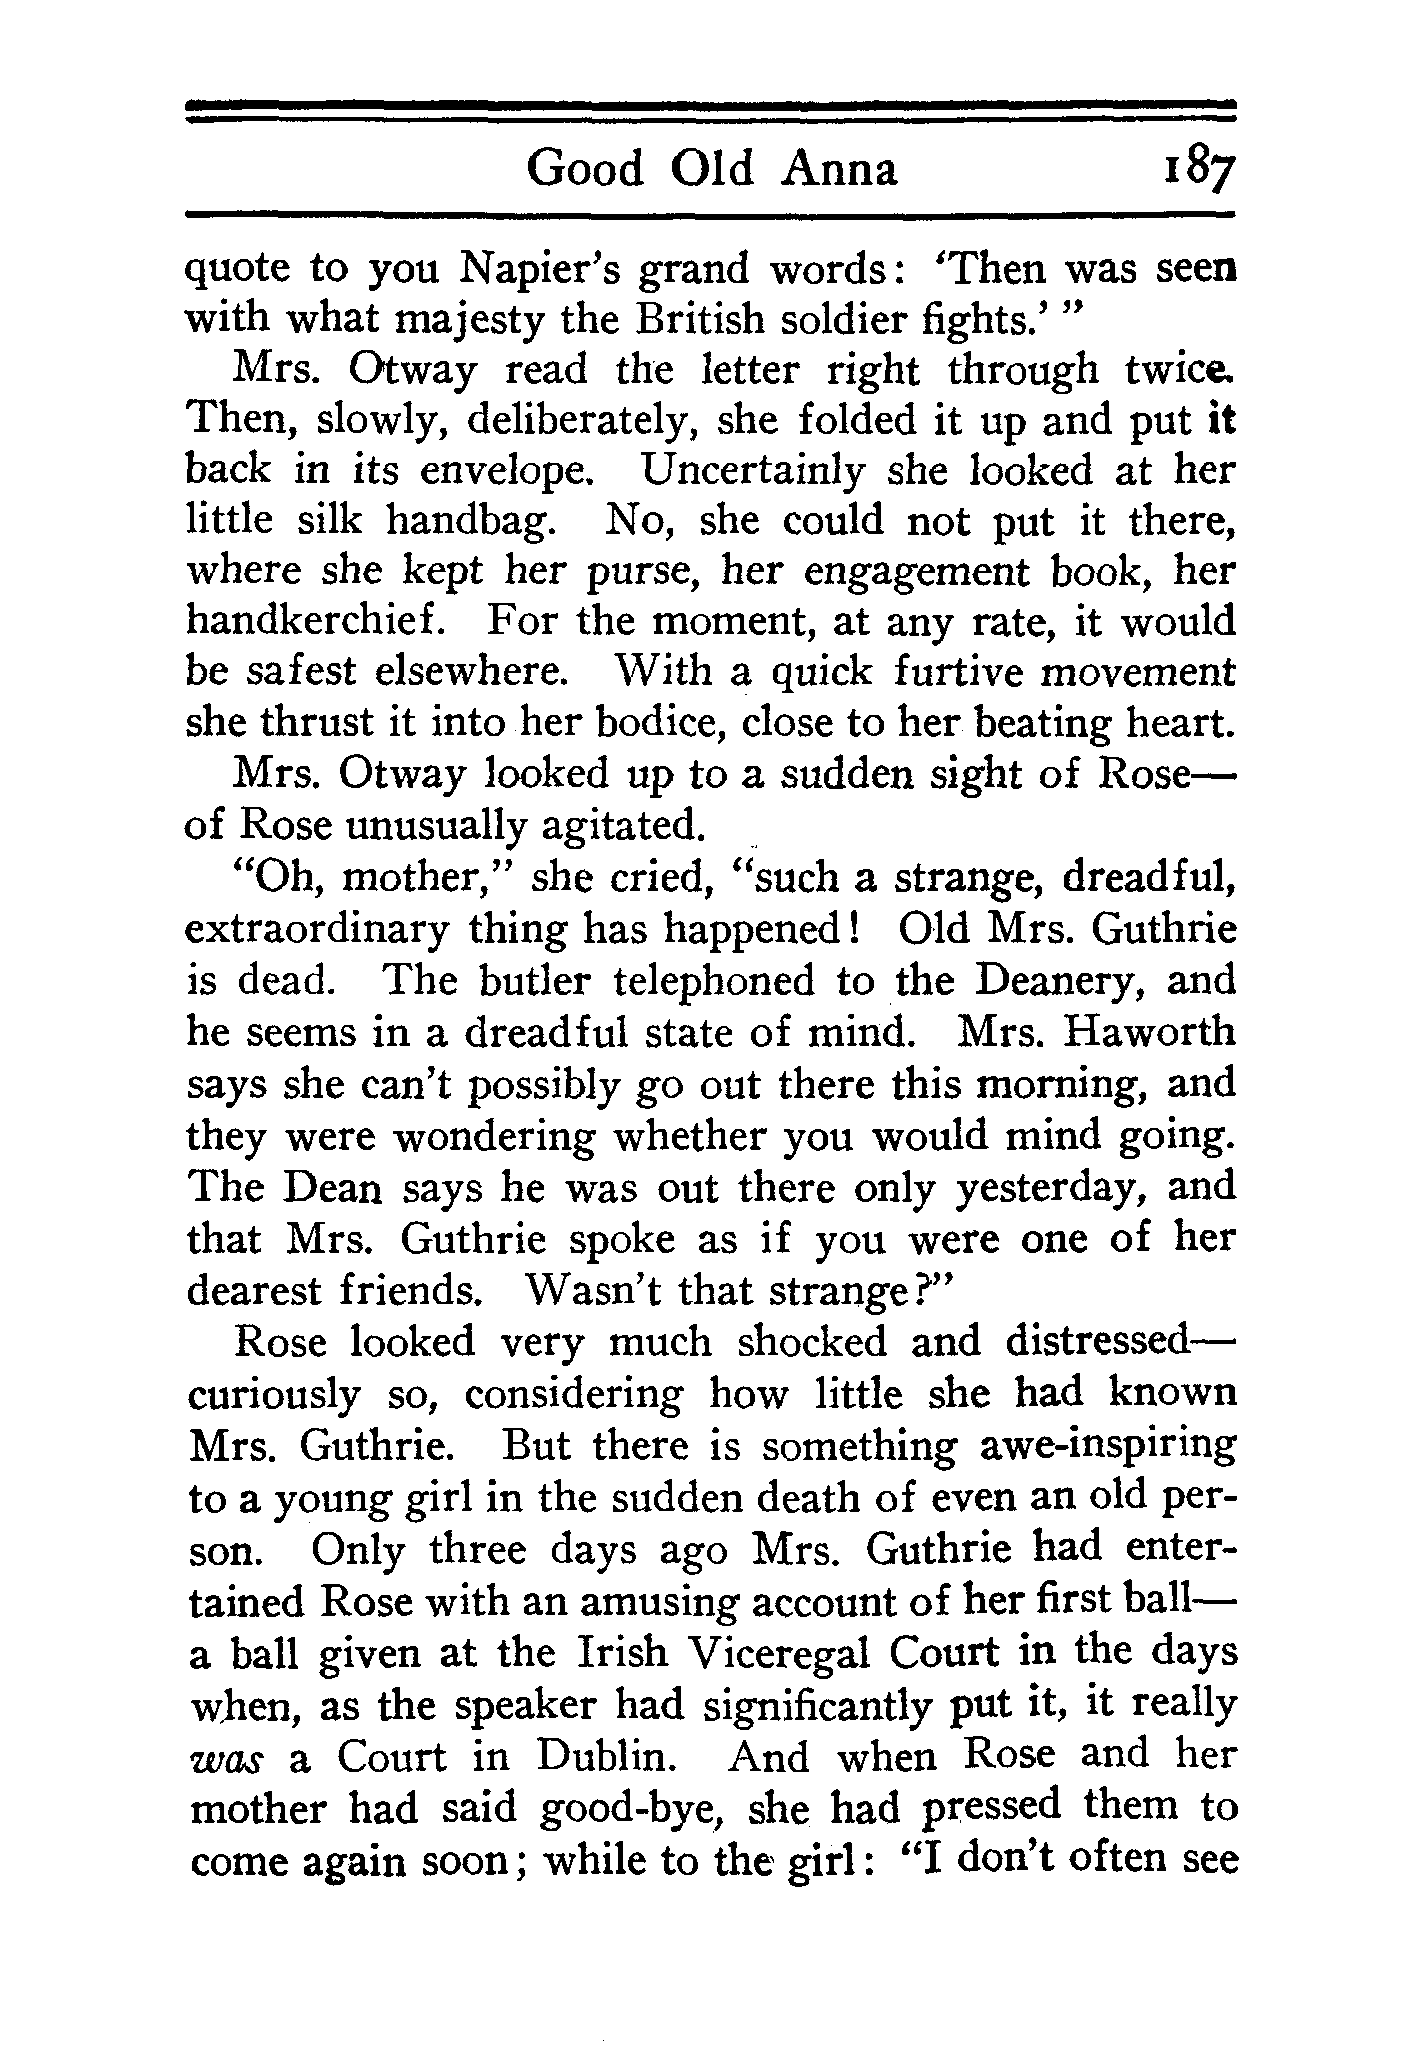 Good Old Anna 187
quote to you Napier's grand words: 'Then was seen
with what majesty the British soldier fights.' "
Mrs. Otway read the letter right through twice.
Then, slowly, deliberately, she folded it up and put it
back in its envelope. Uncertainly she looked at her
little silk handbag. No, she could not put it there,
where she kept her purse, her engagement book, her
handkerchief. For the moment, at any rate, it would
be safest elsewhere. With a quick furtive movement
she thrust it into her bodice, close to her beating heart.
Mrs. Otway looked up to a sudden sight of Rose—
of Rose unusually agitated.
"Oh, mother," she cried, "such a strange, dreadful,
extraordinary thing has happened! Old Mrs. Guthrie
is dead. The butler telephoned to the Deanery, and
he seems in a dreadful state of mind. Mrs. Haworth
says she can't possibly go out there this morning, and
they were wondering whether you would mind going.
The Dean says he was out there only yesterday, and
that Mrs. Guthrie spoke as if you were one of her
dearest friends. Wasn't that strange?"
Rose looked very much shocked and distressed—
curiously so, considering how little she had known
Mrs. Guthrie. But there is something awe-inspiring
to a young girl in the sudden death of even an old per-
son. Only three days ago Mrs. Guthrie had enter-
tained Rose with an amusing account of her first ball—
a ball given at the Irish Viceregal Court in the days
when, as the speaker had significantly put it, it really
was a Court in Dublin. And when Rose and her
mother had said good-bye, she had pressed them to
come again soon; while to the girl: "I don't often see